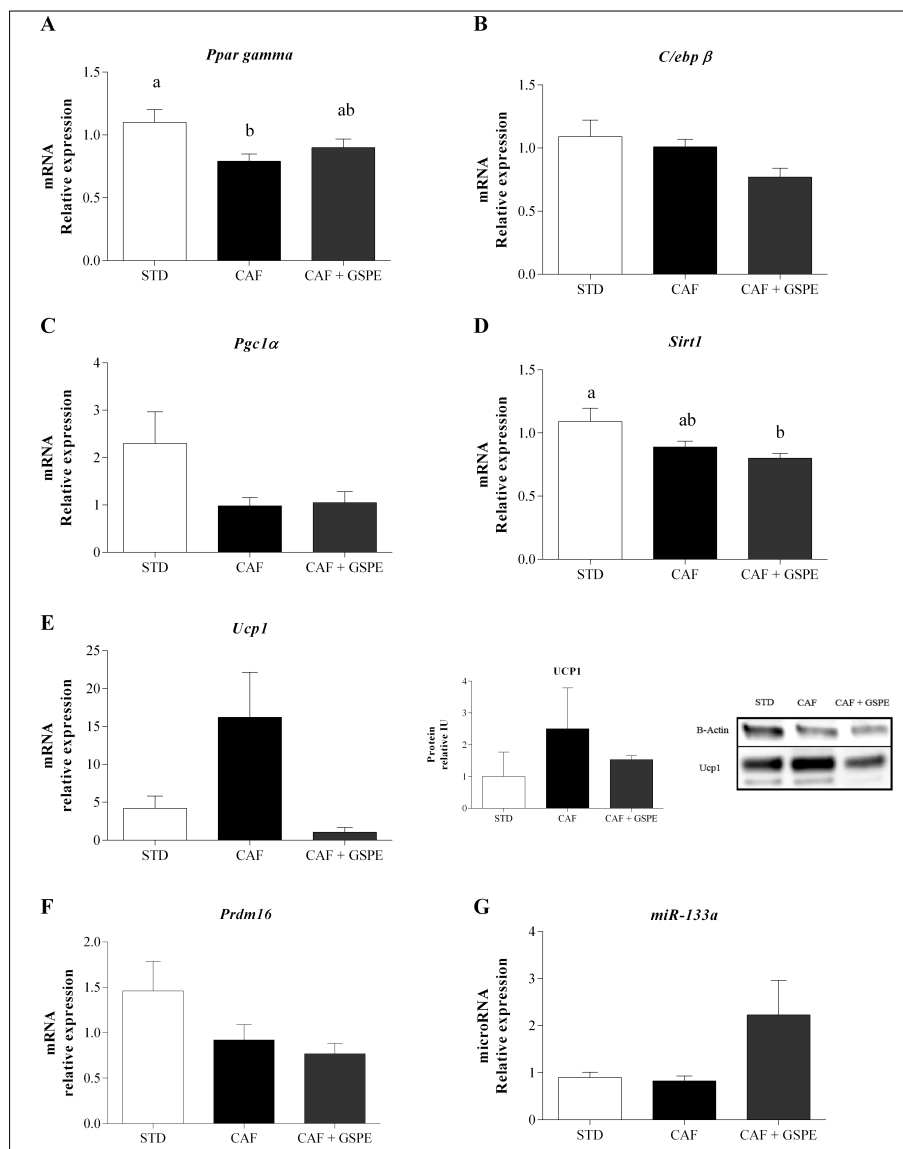 A
Ppar gamma
mRNA
Relative expression
1.5
1.0
0.5
0.0
a
b
ab
STD
CAF
CAF + GSPE
B
C/ebp β
mRNA
Relative expression
1.5
1.0
0.5
0.0
STD
CAF
CAF + GSPE
C
Pgc1α
mRNA
Relative expression
4
3
2
1
0
STD
CAF
CAF + GSPE
D
Sirt1
mRNA
Relative expression
1.5
1.0
0.5
0.0
a
ab
b
STD
CAF
CAF + GSPE
E
Ucp1
mRNA
relative expression
25
20
15
10
5
0
STD
CAF
CAF + GSPE
UCP1
Protein
relative IU
4
3
2
1
0
STD
CAF
CAF + GSPE
STD CAF CAF + GSPE
B-Actin
Ucp1
F
Prdm16
mRNA
relative expression
2.0
1.5
1.0
0.5
0.0
STD
CAF
CAF + GSPE
G
miR-133a
microRNA
Relative expression
4
3
2
1
0
STD
CAF
CAF + GSPE